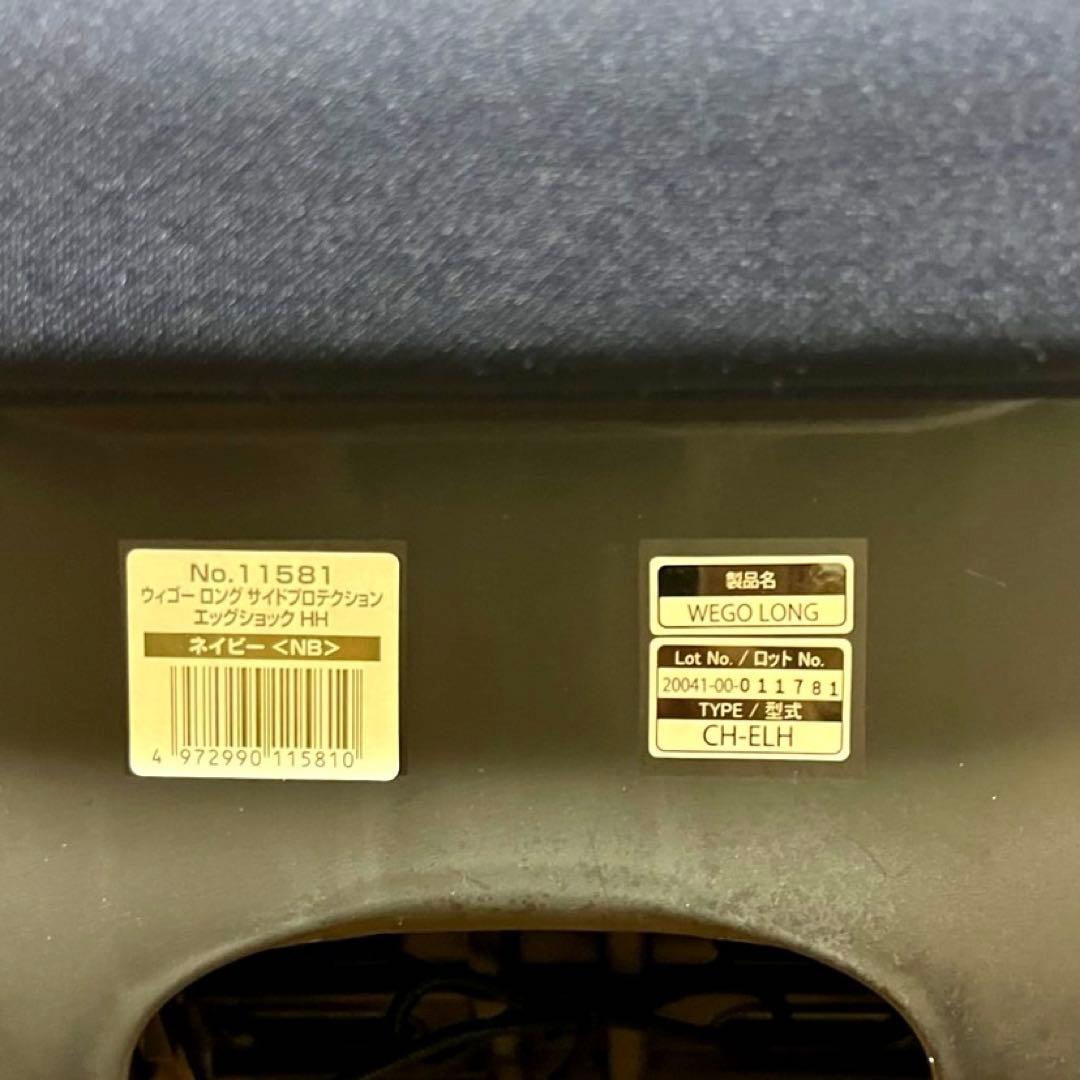 No.11581
ウィゴー ロング サイドプロテクション
エッグショック HH
ネイビー <NB>
4 972990 115810
製品名
WEGO LONG
Lot No. / ロット No.
20041-00-011781
TYPE / 型式
CH-ELH